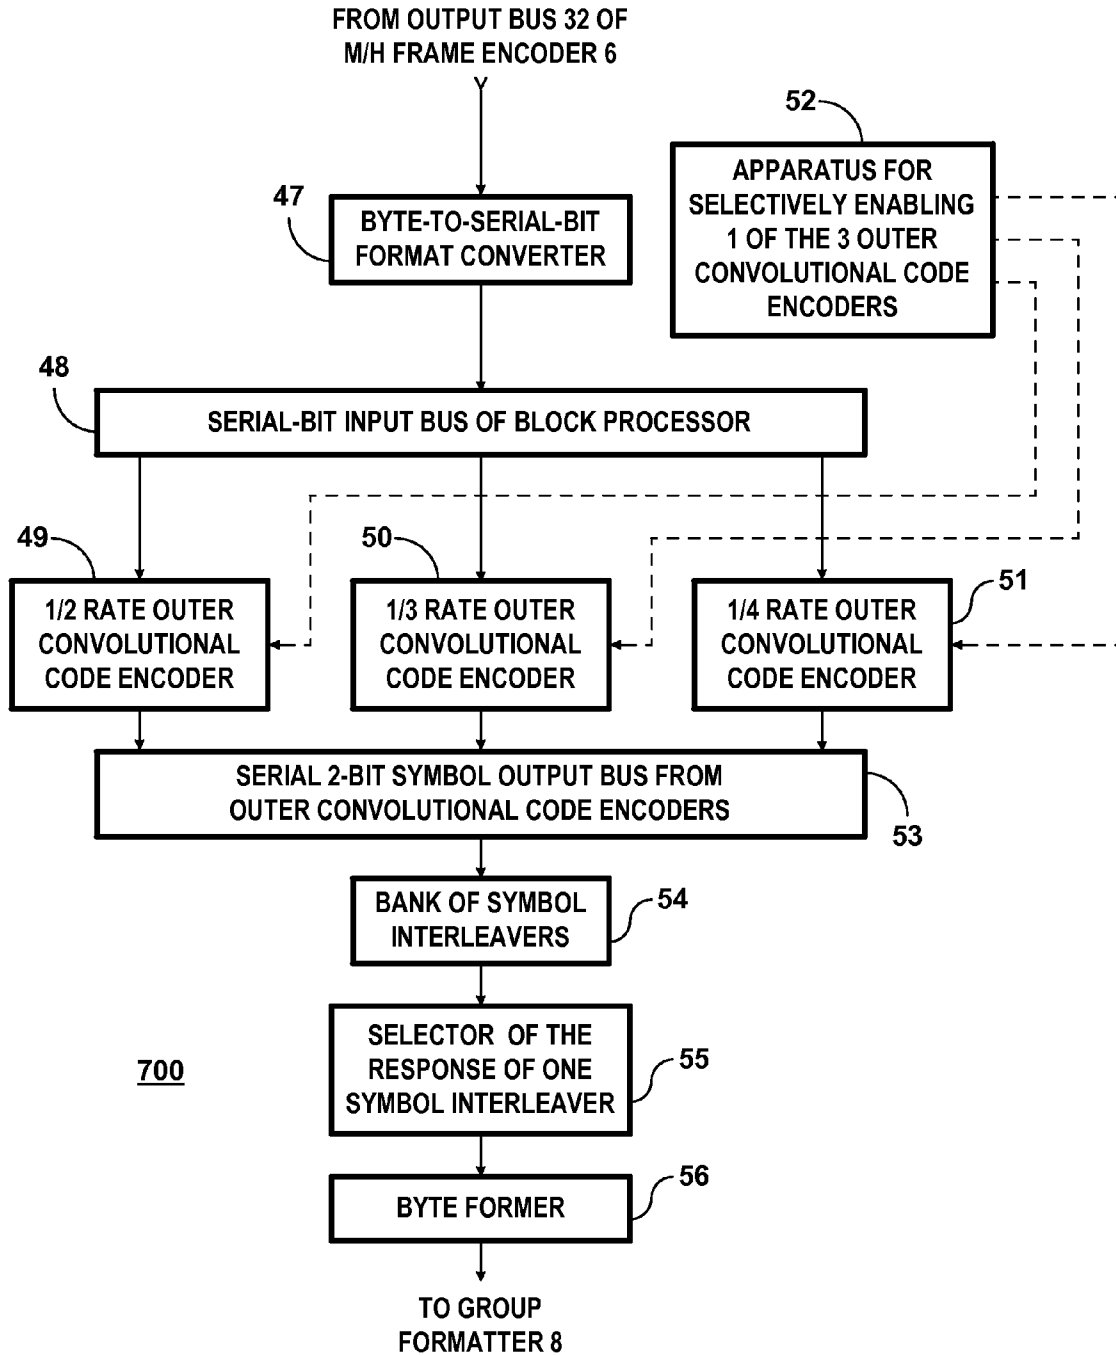 FROM OUTPUT BUS 32 OF
M/H FRAME ENCODER 6
52
APPARATUS FOR
SELECTIVELY ENABLING
1 OF THE 3 OUTER
CONVOLUTIONAL CODE
ENCODERS
47
BYTE-TO-SERIAL-BIT
FORMAT CONVERTER
48
SERIAL-BIT INPUT BUS OF BLOCK PROCESSOR
49
1/2 RATE OUTER
CONVOLUTIONAL
CODE ENCODER
50
1/3 RATE OUTER
CONVOLUTIONAL
CODE ENCODER
51
1/4 RATE OUTER
CONVOLUTIONAL
CODE ENCODER
SERIAL 2-BIT SYMBOL OUTPUT BUS FROM
OUTER CONVOLUTIONAL CODE ENCODERS
53
BANK OF SYMBOL
INTERLEAVERS
54
SELECTOR OF THE
RESPONSE OF ONE
SYMBOL INTERLEAVER
55
700
BYTE FORMER
56
TO GROUP
FORMATTER 8